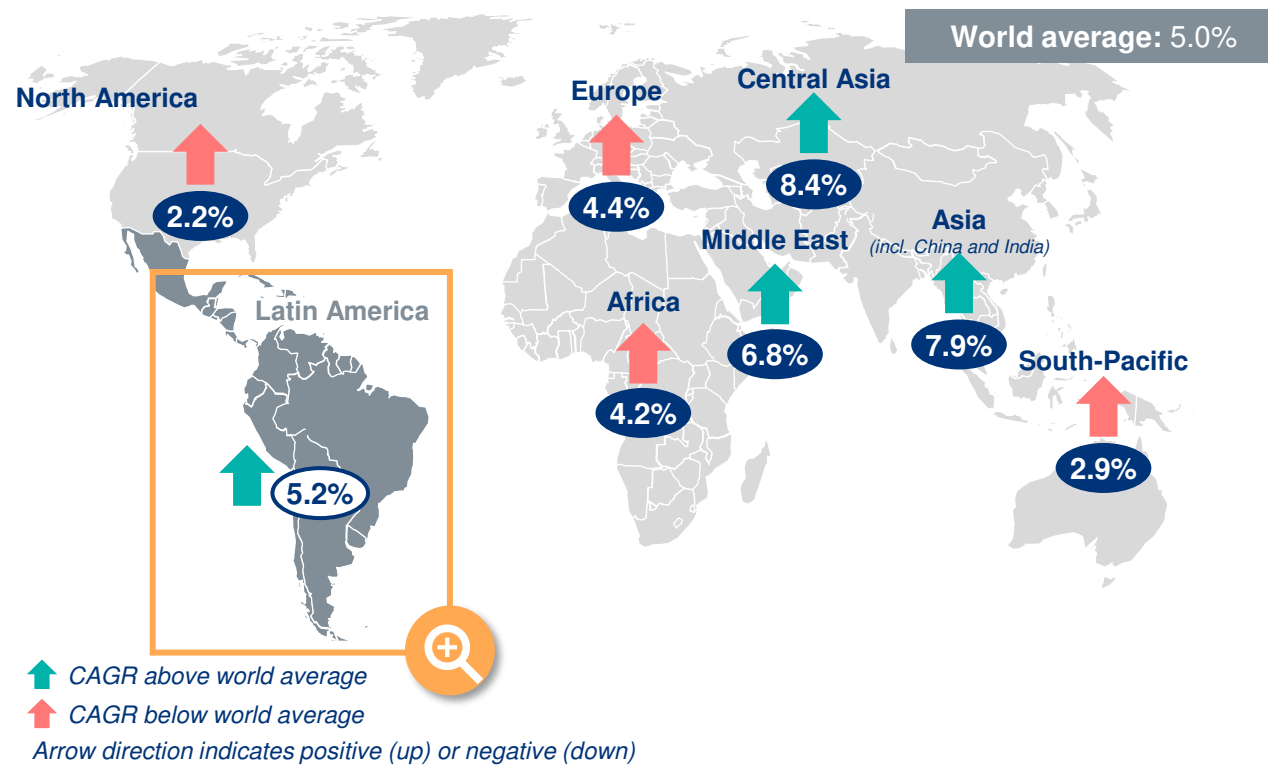 World average: 5.0%
North America
2.2%
Europe
4.4%
Central Asia
8.4%
Middle East
6.8%
Asia
(incl. China and India)
7.9%
Latin America
5.2%
Africa
4.2%
South-Pacific
2.9%
CAGR above world average
CAGR below world average
Arrow direction indicates positive (up) or negative (down)